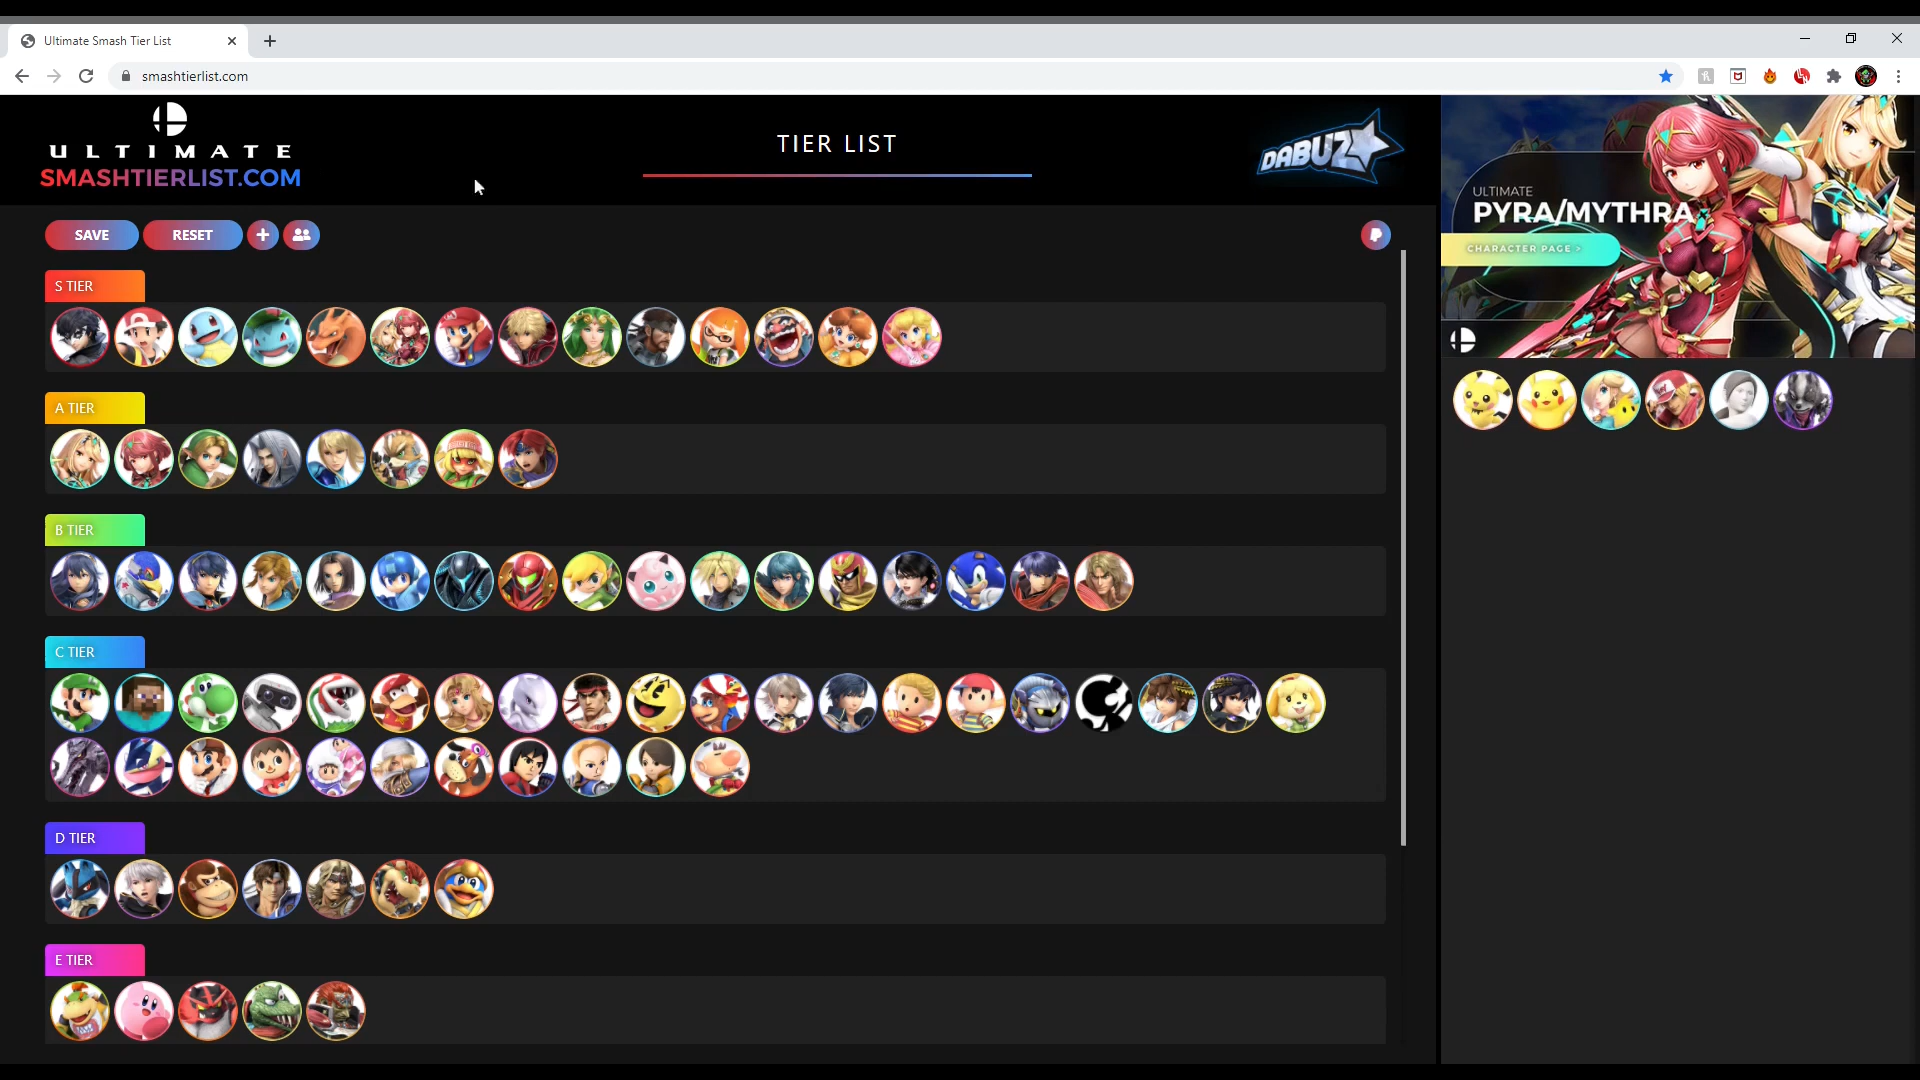 Ultimate Smash Tier List
smashtierlist.com
ULTIMATE
SMASHTIERLIST.COM
TIER LIST
DABUZ
SAVE
RESET
S TIER
A TIER
B TIER
C TIER
D TIER
E TIER
ULTIMATE
PYRA/MYTHRA
CHARACTER PAGE >